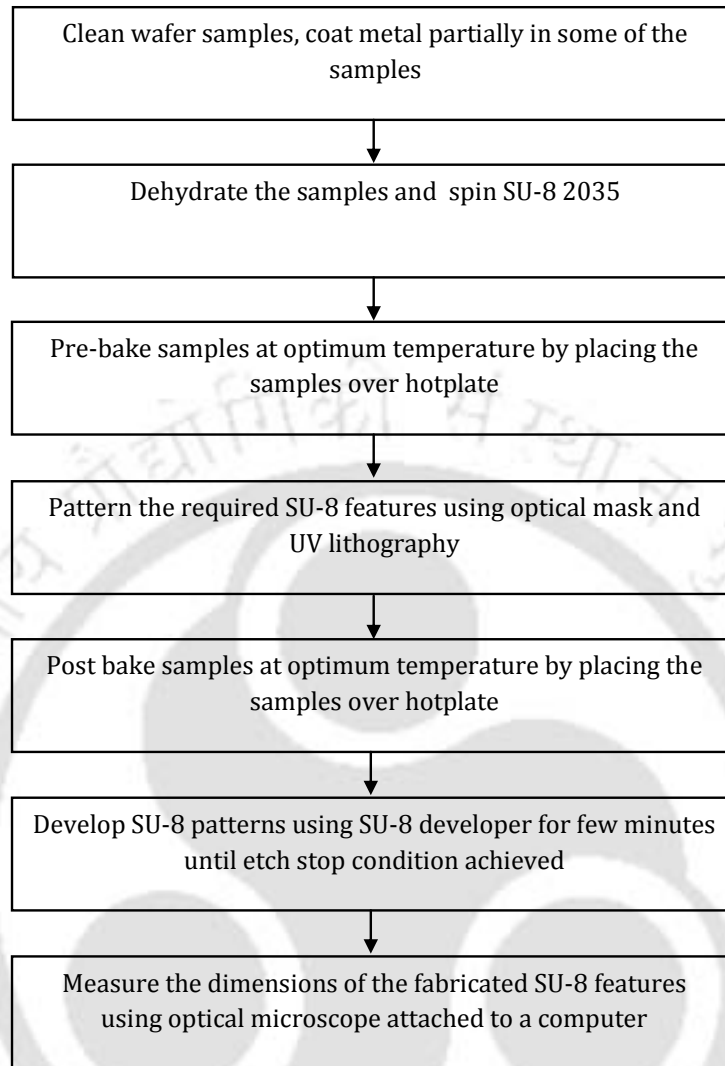 Clean wafer samples, coat metal partially in some of the
samples
Dehydrate the samples and spin SU-8 2035
Pre-bake samples at optimum temperature by placing the
samples over hotplate
Pattern the required SU-8 features using optical mask and
UV lithography
Post bake samples at optimum temperature by placing the
samples over hotplate
Develop SU-8 patterns using SU-8 developer for few minutes
until etch stop condition achieved
Measure the dimensions of the fabricated SU-8 features
using optical microscope attached to a computer